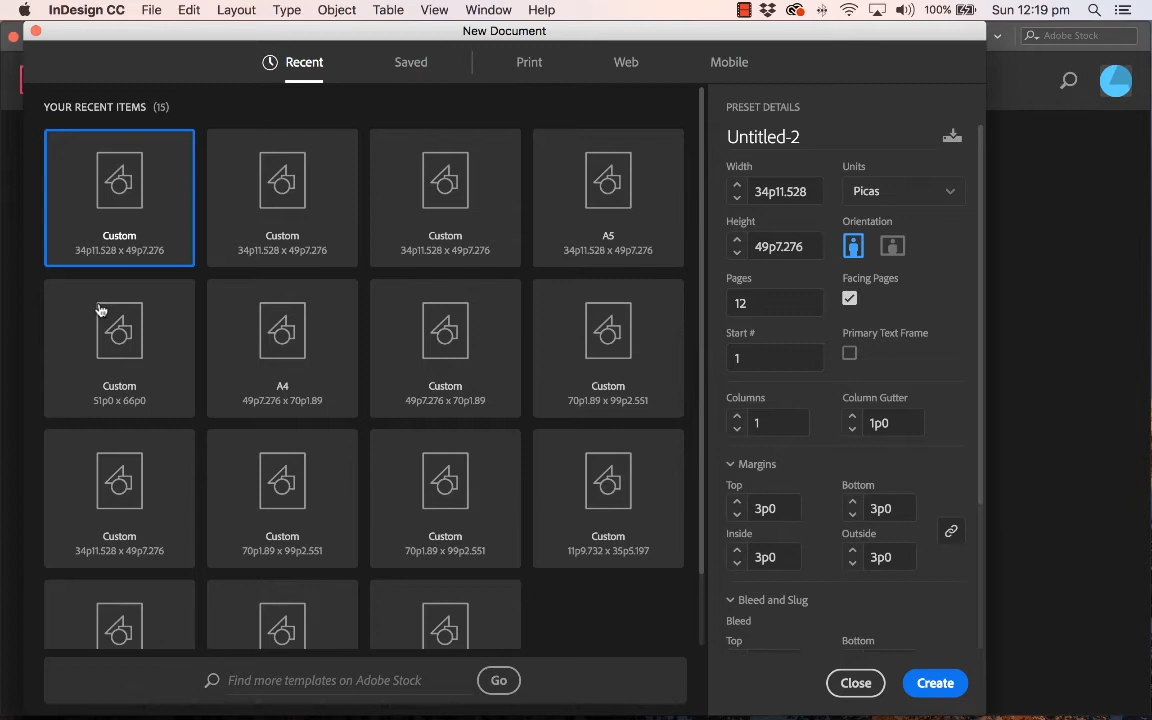 InDesign CC File Edit Layout Type Object Table View Window Help 100% Sun 12:19 pm
New Document
Adobe Stock
Recent Saved Print Web Mobile
YOUR RECENT ITEMS (15)
Custom
34p11.528 x 49p7.276
Custom
34p11.528 x 49p7.276
Custom
34p11.528 x 49p7.276
A5
34p11.528 x 49p7.276
Custom
51p0 x 66p0
A4
49p7.276 x 70p1.89
Custom
49p7.276 x 70p1.89
Custom
70p1.89 x 99p2.551
Custom
34p11.528 x 49p7.276
Custom
70p1.89 x 99p2.551
Custom
70p1.89 x 99p2.551
Custom
11p9.732 x 35p5.197
Find more templates on Adobe Stock Go
PRESET DETAILS
Untitled-2
Width Units
34p11.528 Picas
Height Orientation
49p7.276
Pages Facing Pages
12
Start # Primary Text Frame
1
Columns Column Gutter
1 1p0
Margins
Top Bottom
3p0 3p0
Inside Outside
3p0 3p0
Bleed and Slug
Bleed
Top Bottom
Close Create